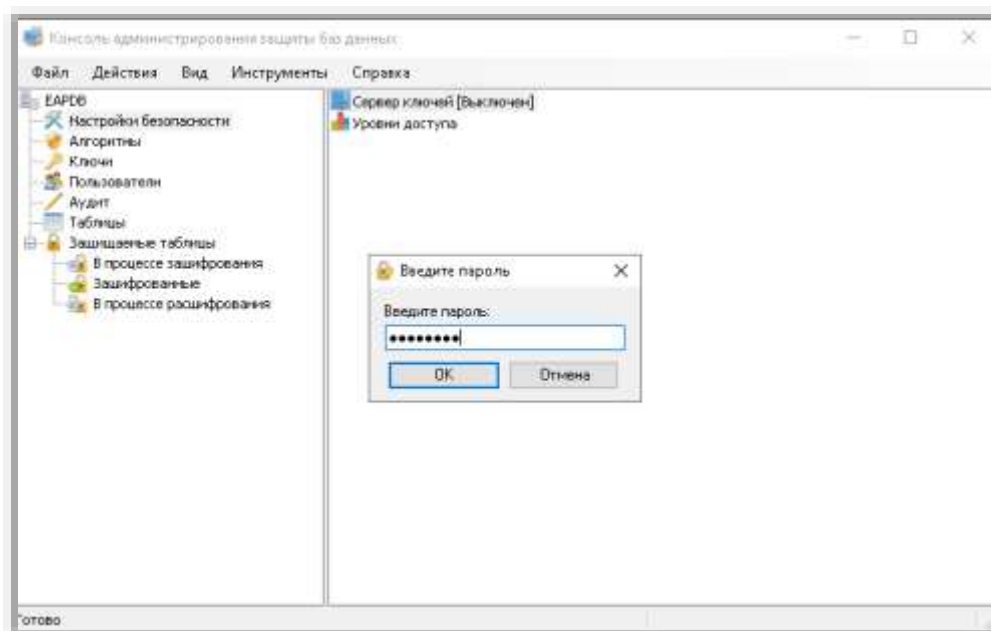 Консоль администрирования защиты баз данных
Файл Действия Вид Инструменты Справка
EAPDB
Настройки безопасности
Алгоритмы
Ключи
Пользователи
Аудит
Таблицы
Защищаемые таблицы
В процессе зашифрования
Зашифрованные
В процессе расшифрования
Сервер ключей [Выключен]
Уровни доступа
Введите пароль
Введите пароль:
ОК Отмена
Готово